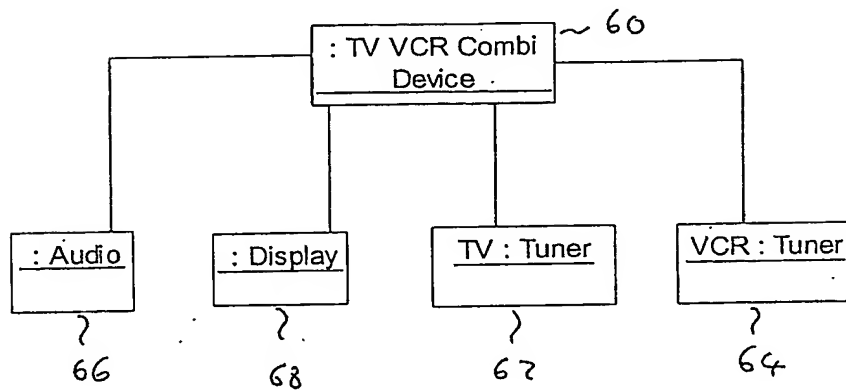 : TV VCR Combi
Device
60
: Audio
: Display
TV : Tuner
VCR : Tuner
66
68
62
64